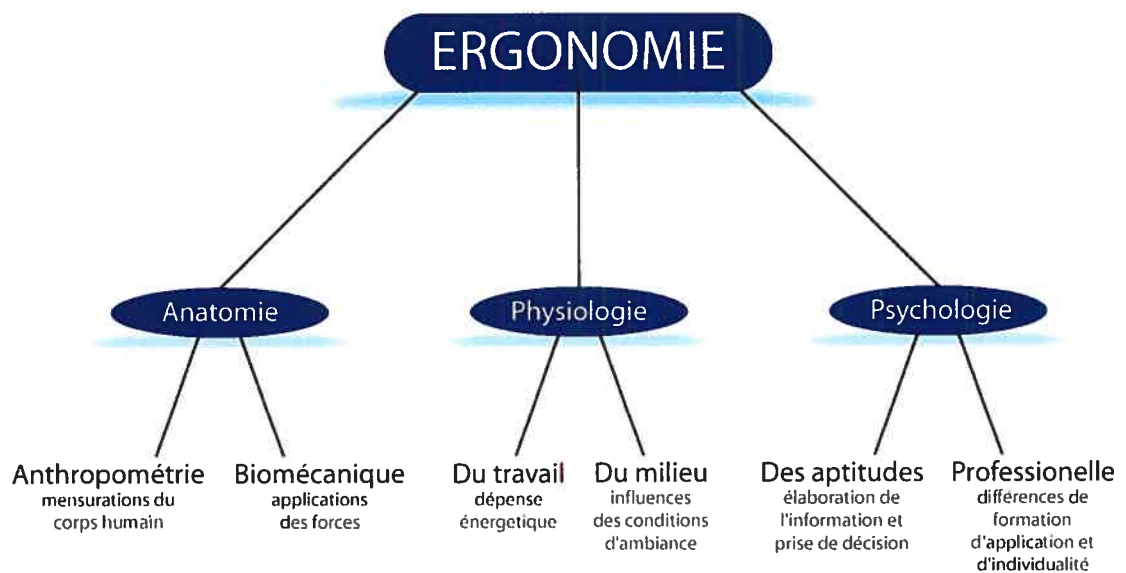 ERGONOMIE
Anatomie
Physiologie
Psychologie
Anthropométrie
mensurations du
corps humain
Biomécanique
applications
des forces
Du travail
dépense
énergetique
Du milieu
influences
des conditions
d'ambiance
Des aptitudes
élaboration de
l'information et
prise de décision
Professionelle
différences de
formation
d'application et
d'individualité